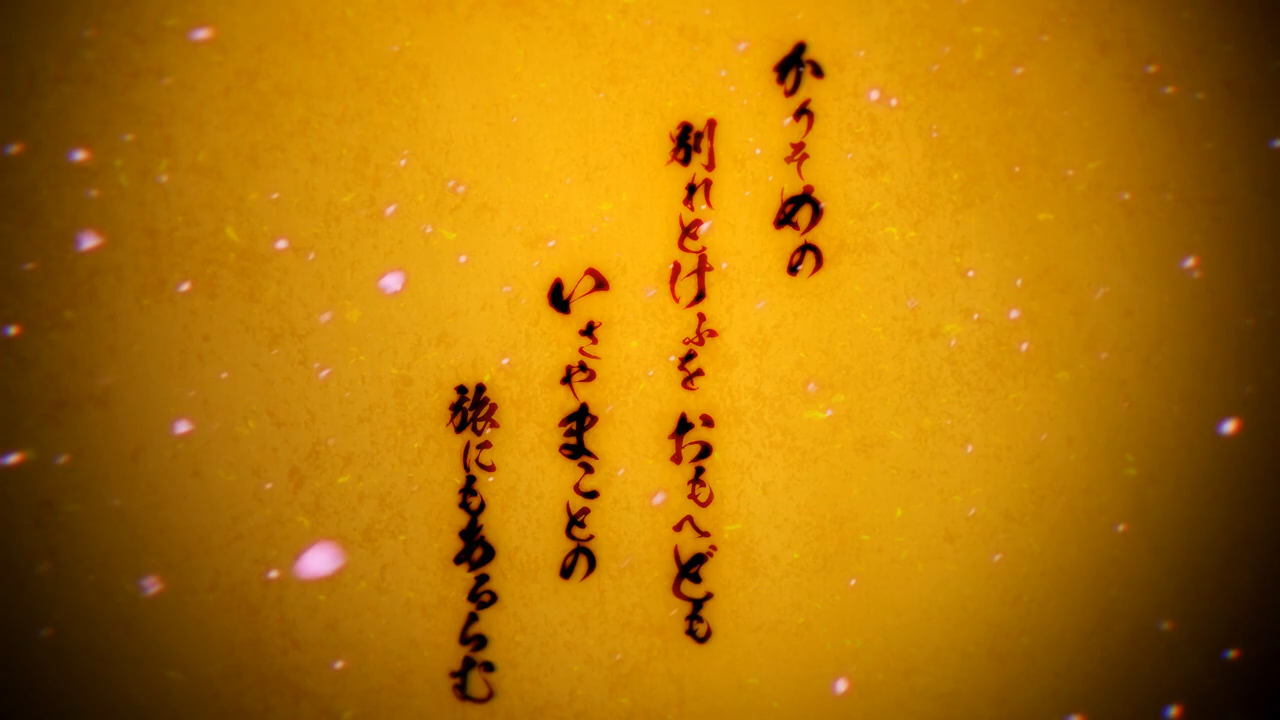 かりそめの
別れとけふを おもへども
いさやまことの
旅にもあるらむ